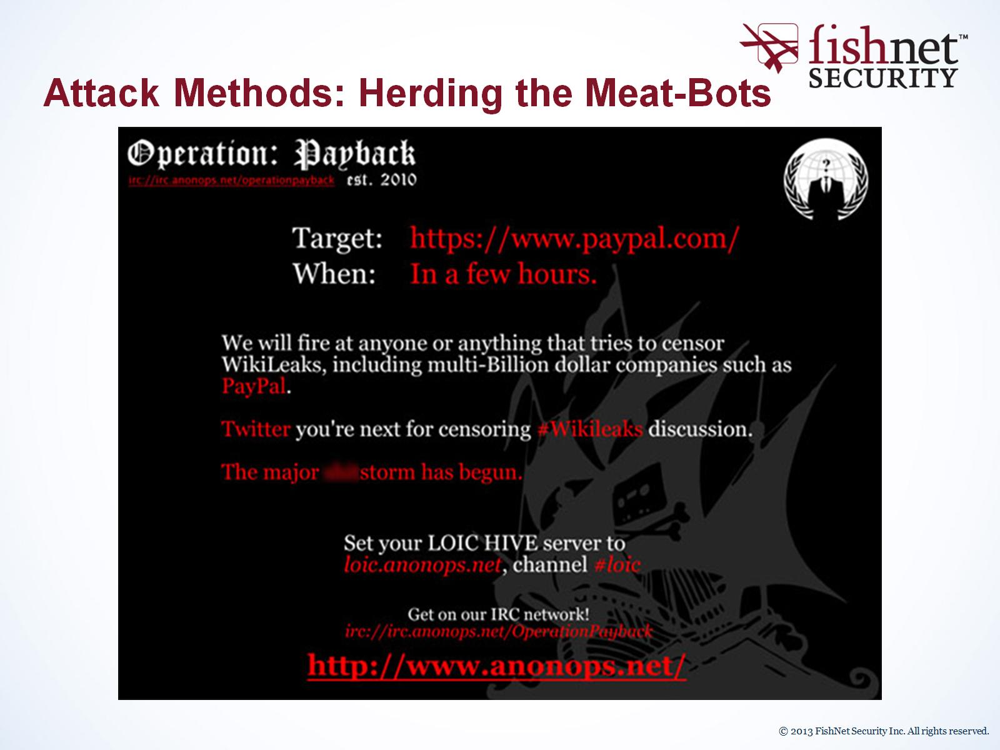 fishnet™
SECURITY
Attack Methods: Herding the Meat-Bots
Operation: Payback
irc://irc.anonops.net/operationpayback est. 2010
?
Target: https://www.paypal.com/
When: In a few hours.
We will fire at anyone or anything that tries to censor
WikiLeaks, including multi-Billion dollar companies such as
PayPal.
Twitter you're next for censoring #Wikileaks discussion.
The major storm has begun.
Set your LOIC HIVE server to
loic.anonops.net, channel #loic
Get on our IRC network!
irc://irc.anonops.net/OperationPayback
http://www.anonops.net/
© 2013 FishNet Security Inc. All rights reserved.